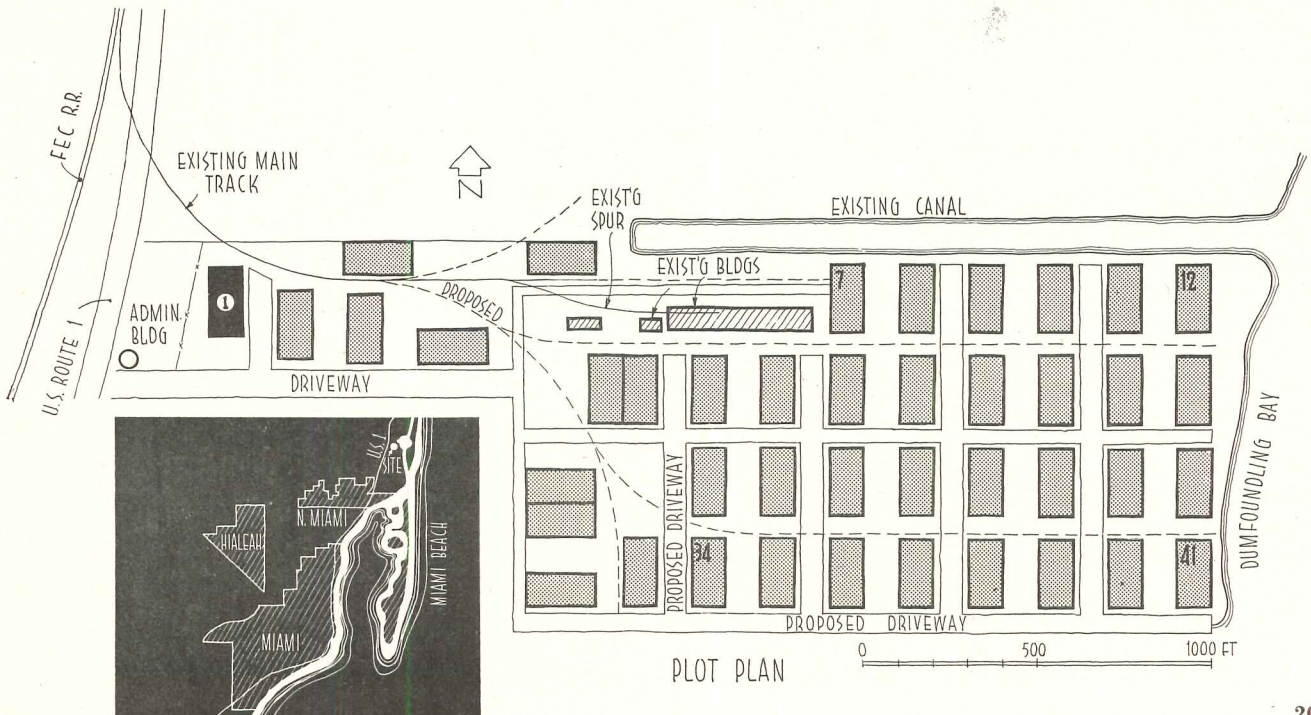 FEC R.R.
U.S. ROUTE 1
EXISTING MAIN
TRACK
N
EXIST'G
SPUR
EXISTING CANAL
EXIST'G BLDGS
PROPOSED
ADMIN.
BLDG
1
7
12
DRIVEWAY
PROPOSED DRIVEWAY
34
41
DUMFOUNDLING BAY
PROPOSED DRIVEWAY
0 500 1000 FT
PLOT PLAN
U.S.1
SITE
N. MIAMI
HIALEAH
MIAMI BEACH
MIAMI